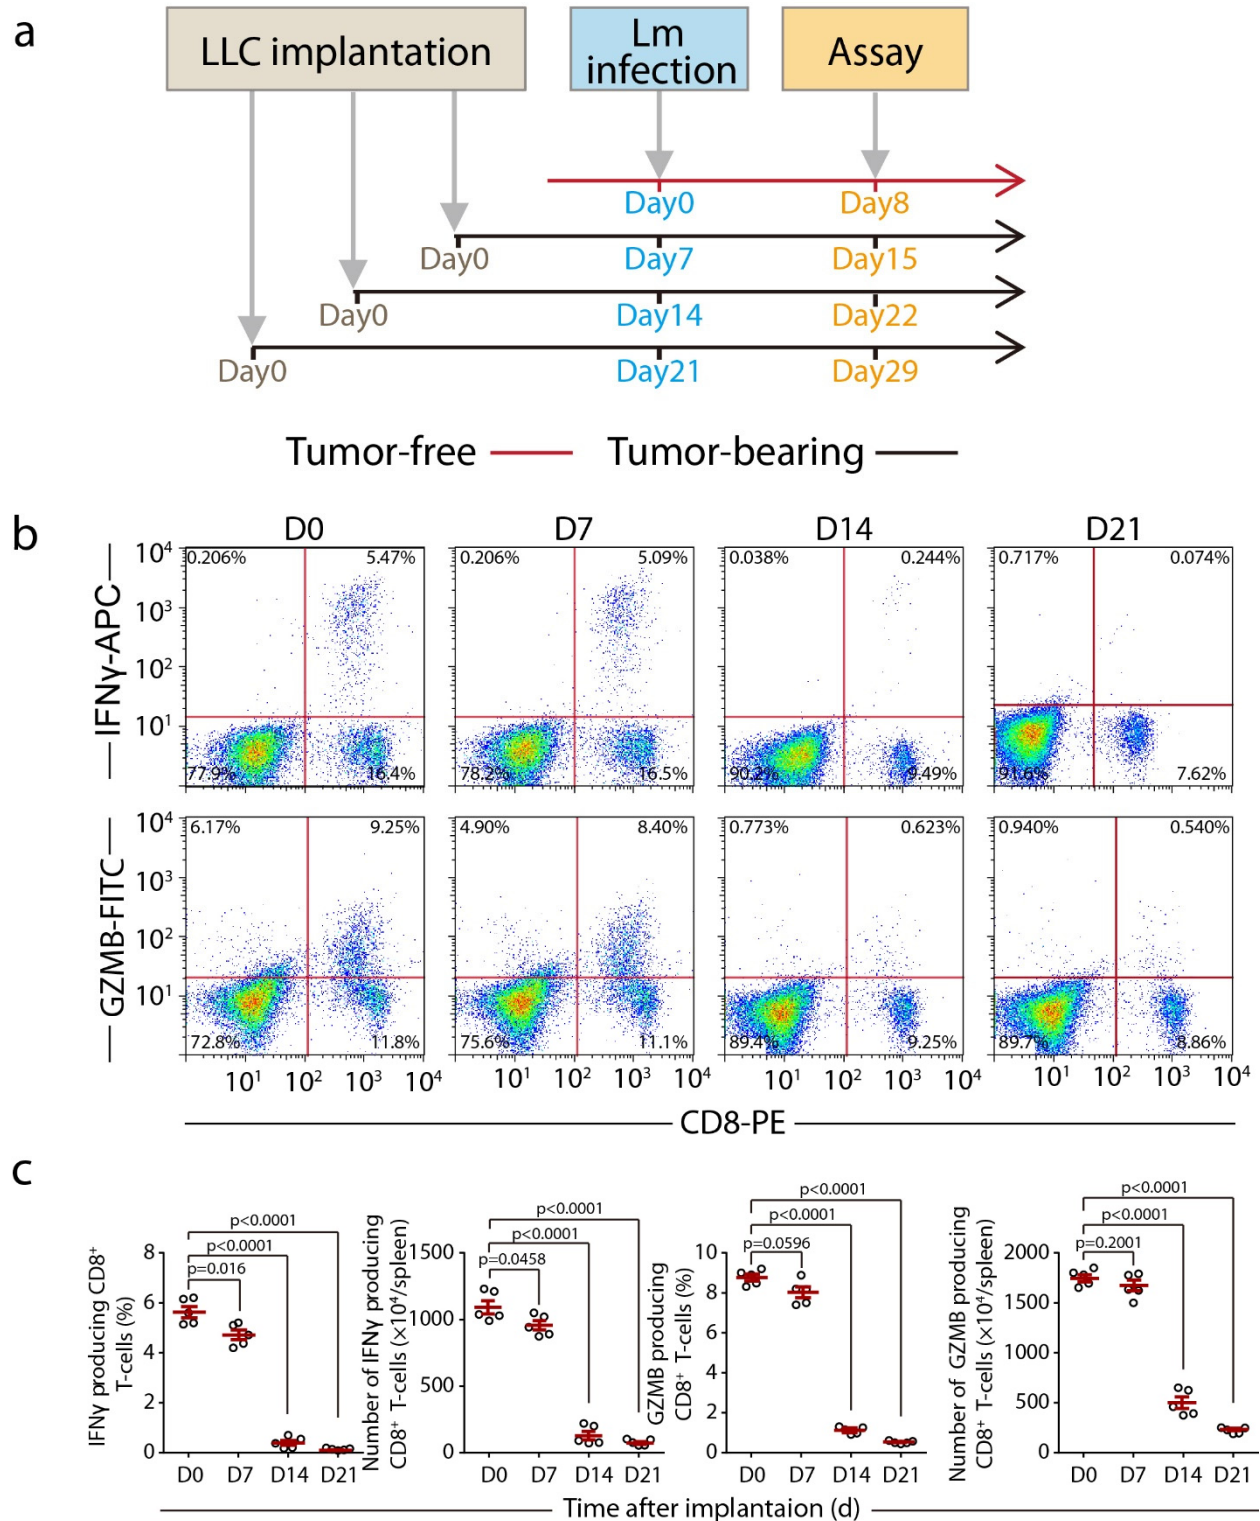 a
LLC implantation
Lm
infection
Assay
Day0
Day8
Day0
Day7
Day15
Day0
Day14
Day22
Day0
Day21
Day29
Tumor-free
Tumor-bearing
b
D0
D7
D14
D21
IFNγ-APC
10⁴
10³
10²
10¹
0.206%
5.47%
77.9%
16.4%
0.206%
5.09%
78.2%
16.5%
0.038%
0.244%
90.2%
9.49%
0.717%
0.074%
91.6%
7.62%
GZMB-FITC
10⁴
10³
10²
10¹
6.17%
9.25%
72.8%
11.8%
4.90%
8.40%
75.6%
11.1%
0.773%
0.623%
89.4%
9.25%
0.940%
0.540%
89.7%
8.86%
10¹ 10² 10³ 10⁴
10¹ 10² 10³ 10⁴
10¹ 10² 10³ 10⁴
10¹ 10² 10³ 10⁴
CD8-PE
c
IFNγ producing CD8⁺
T-cells (%)
8
6
4
2
0
p<0.0001
p<0.0001
p=0.016
D0 D7 D14 D21
Number of IFNγ producing
CD8⁺ T-cells (×10⁴/spleen)
1500
1000
500
0
p<0.0001
p<0.0001
p=0.0458
D0 D7 D14 D21
GZMB producing
CD8⁺ T-cells (%)
10
8
6
4
2
0
p<0.0001
p<0.0001
p=0.0596
D0 D7 D14 D21
Number of GZMB producing
CD8⁺ T-cells (×10⁴/spleen)
2000
1500
1000
500
0
p<0.0001
p<0.0001
p=0.2001
D0 D7 D14 D21
Time after implantaion (d)